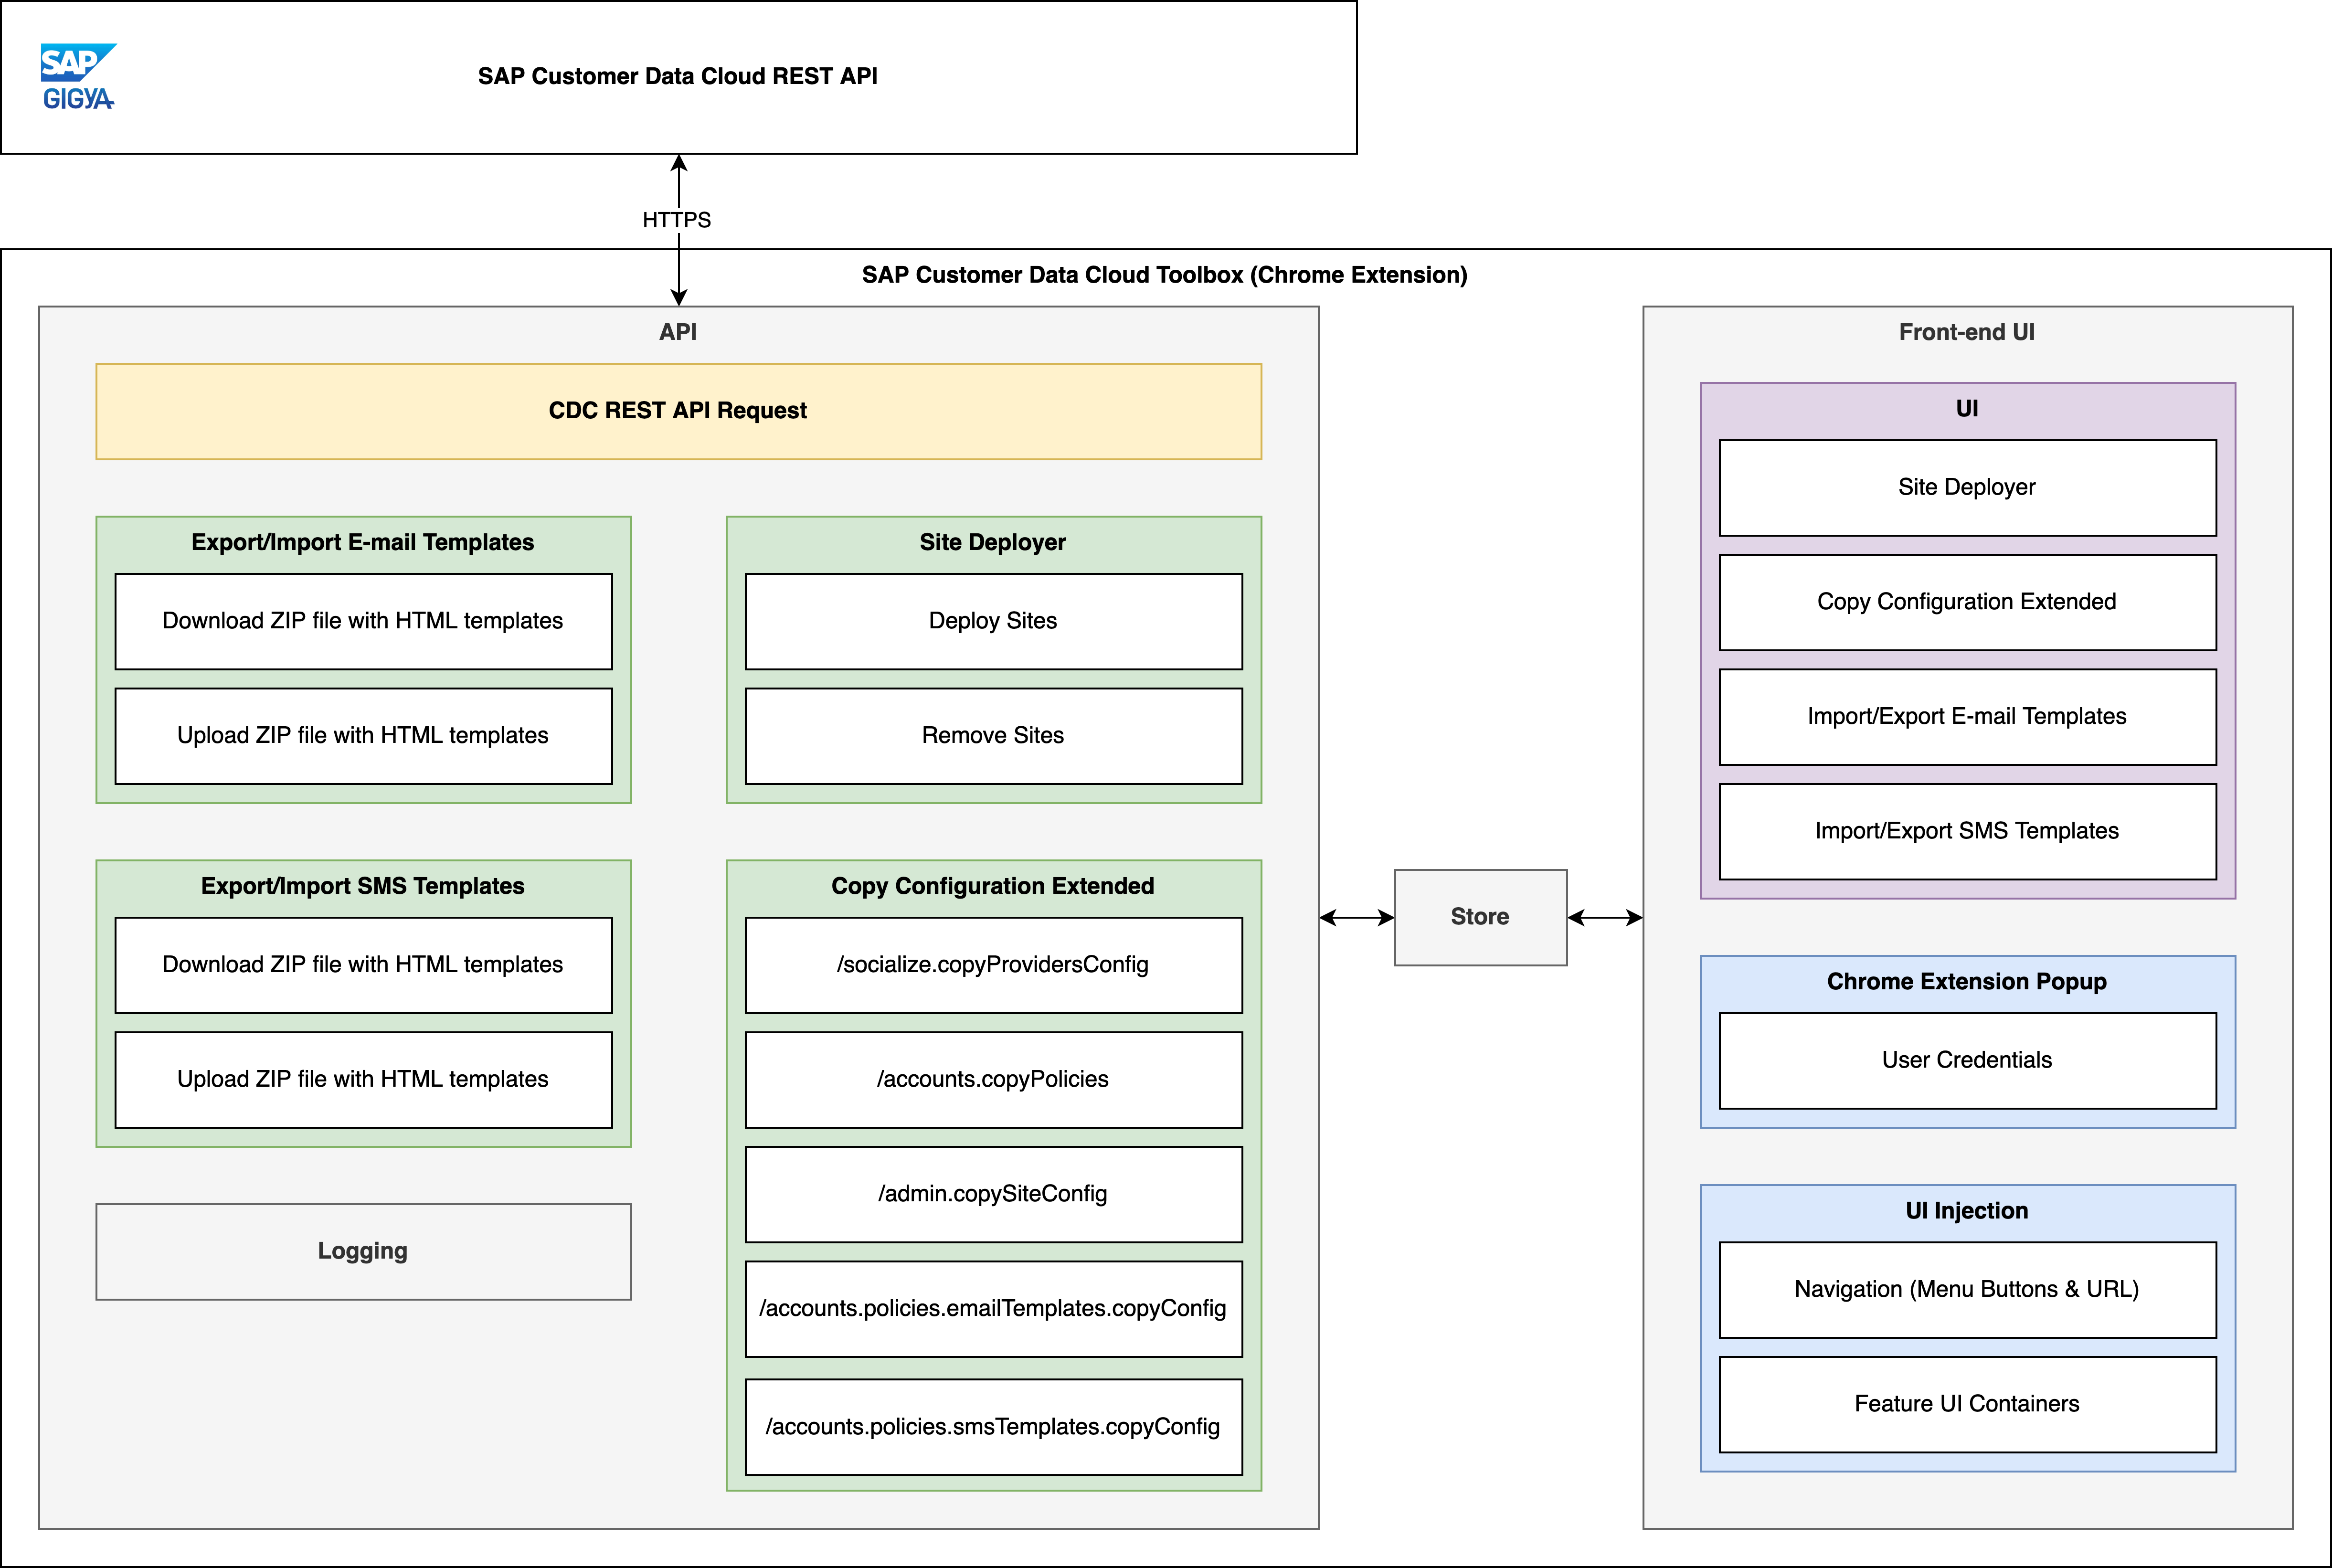 SAP
GIGYA
SAP Customer Data Cloud REST API
HTTPS
SAP Customer Data Cloud Toolbox (Chrome Extension)
API
CDC REST API Request
Export/Import E-mail Templates
Download ZIP file with HTML templates
Upload ZIP file with HTML templates
Site Deployer
Deploy Sites
Remove Sites
Export/Import SMS Templates
Download ZIP file with HTML templates
Upload ZIP file with HTML templates
Logging
Copy Configuration Extended
/socialize.copyProvidersConfig
/accounts.copyPolicies
/admin.copySiteConfig
/accounts.policies.emailTemplates.copyConfig
/accounts.policies.smsTemplates.copyConfig
Store
Front-end UI
UI
Site Deployer
Copy Configuration Extended
Import/Export E-mail Templates
Import/Export SMS Templates
Chrome Extension Popup
User Credentials
UI Injection
Navigation (Menu Buttons & URL)
Feature UI Containers